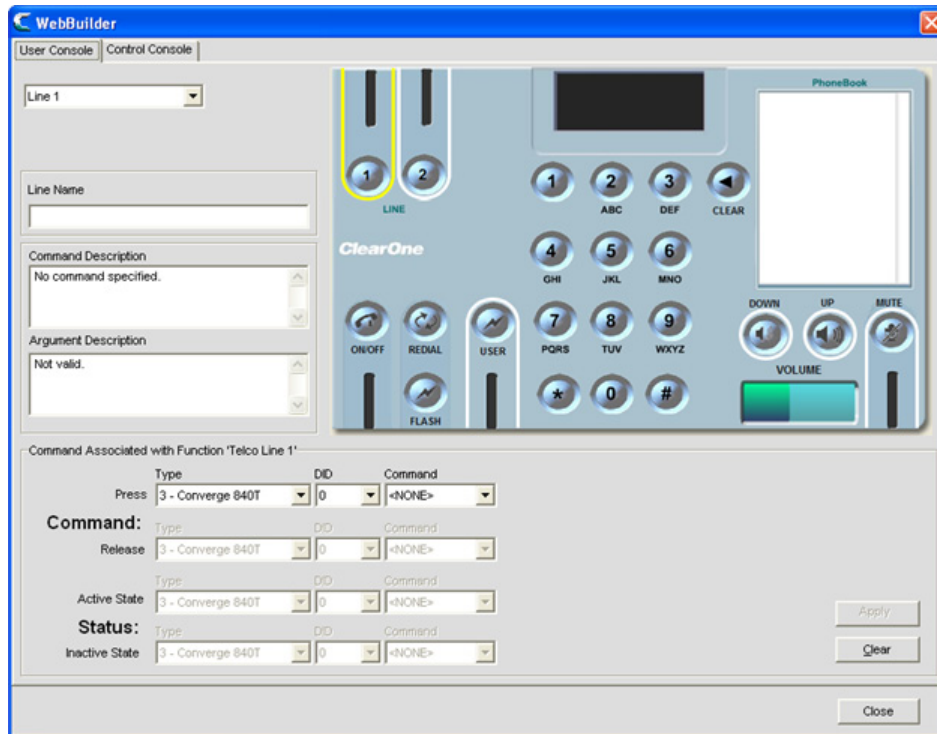 WebBuilder
User Console Control Console
Line 1
PhoneBook
1 2
LINE
1 2 3
ABC DEF CLEAR
Line Name
ClearOne
4 5 6
GHI JKL MNO
Command Description
No command specified.
Argument Description
Not valid.
DOWN UP MUTE
7 8 9
ON/OFF REDIAL USER PQRS TUV WXYZ
VOLUME
* 0 #
FLASH
Command Associated with Function 'Telco Line 1'
Type DID Command
Press 3 - Converge 840T 0 <NONE>
Command:
Type DID Command
Release 3 - Converge 840T 0 <NONE>
Type DID Command
Active State 3 - Converge 840T 0 <NONE>
Status:
Type DID Command
Inactive State 3 - Converge 840T 0 <NONE>
Apply
Clear
Close